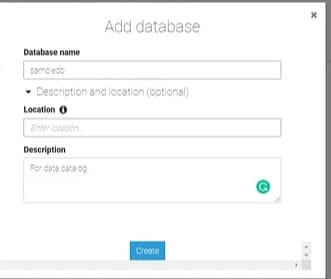 Add database
Database name
sampledb
Description and location (optional)
Location
Enter location.
Description
For data catalog
Create